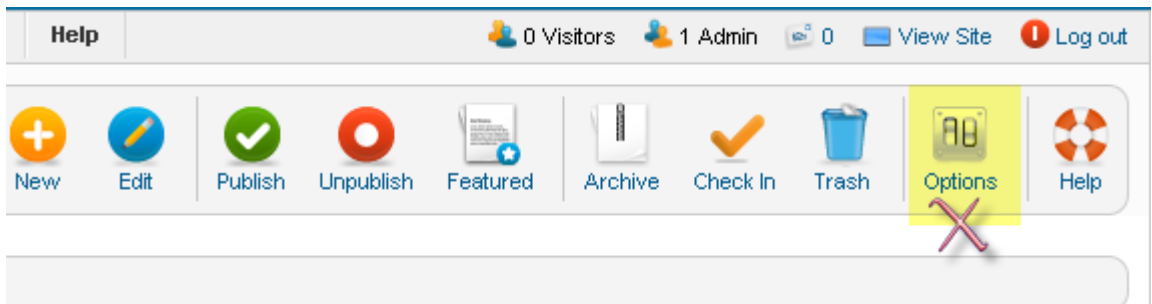 Help 0 Visitors 1 Admin 0 View Site Log out
New Edit Publish Unpublish Featured Archive Check In Trash Options Help